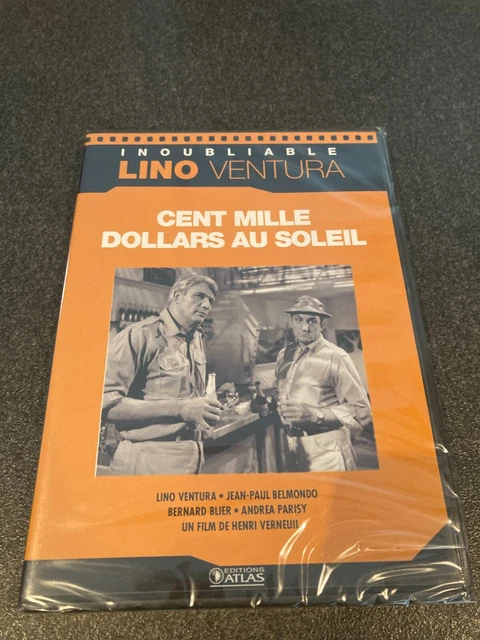 INOUBLIABLE
LINO VENTURA
CENT MILLE
DOLLARS AU SOLEIL
LINO VENTURA • JEAN-PAUL BELMONDO
BERNARD BLIER • ANDREA PARISY
UN FILM DE HENRI VERNEUIL
EDITIONS
ATLAS